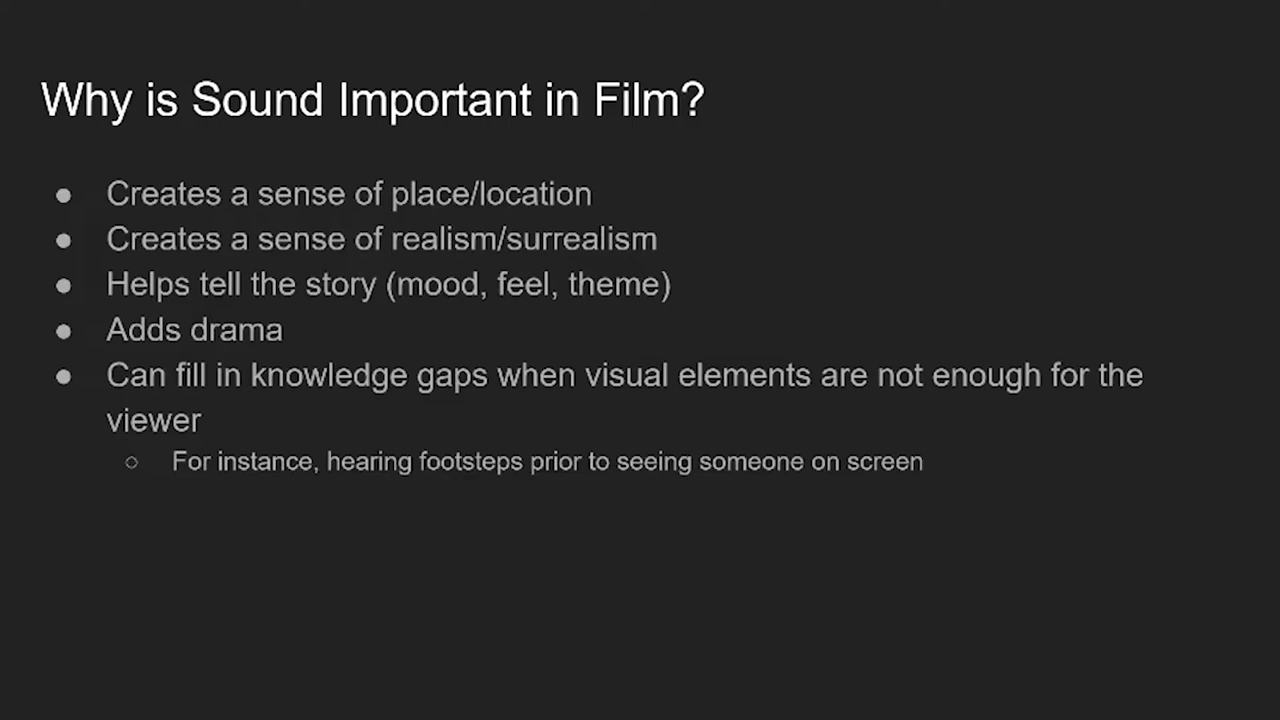 Why is Sound Important in Film?
● Creates a sense of place/location
● Creates a sense of realism/surrealism
● Helps tell the story (mood, feel, theme)
● Adds drama
● Can fill in knowledge gaps when visual elements are not enough for the
viewer
○ For instance, hearing footsteps prior to seeing someone on screen